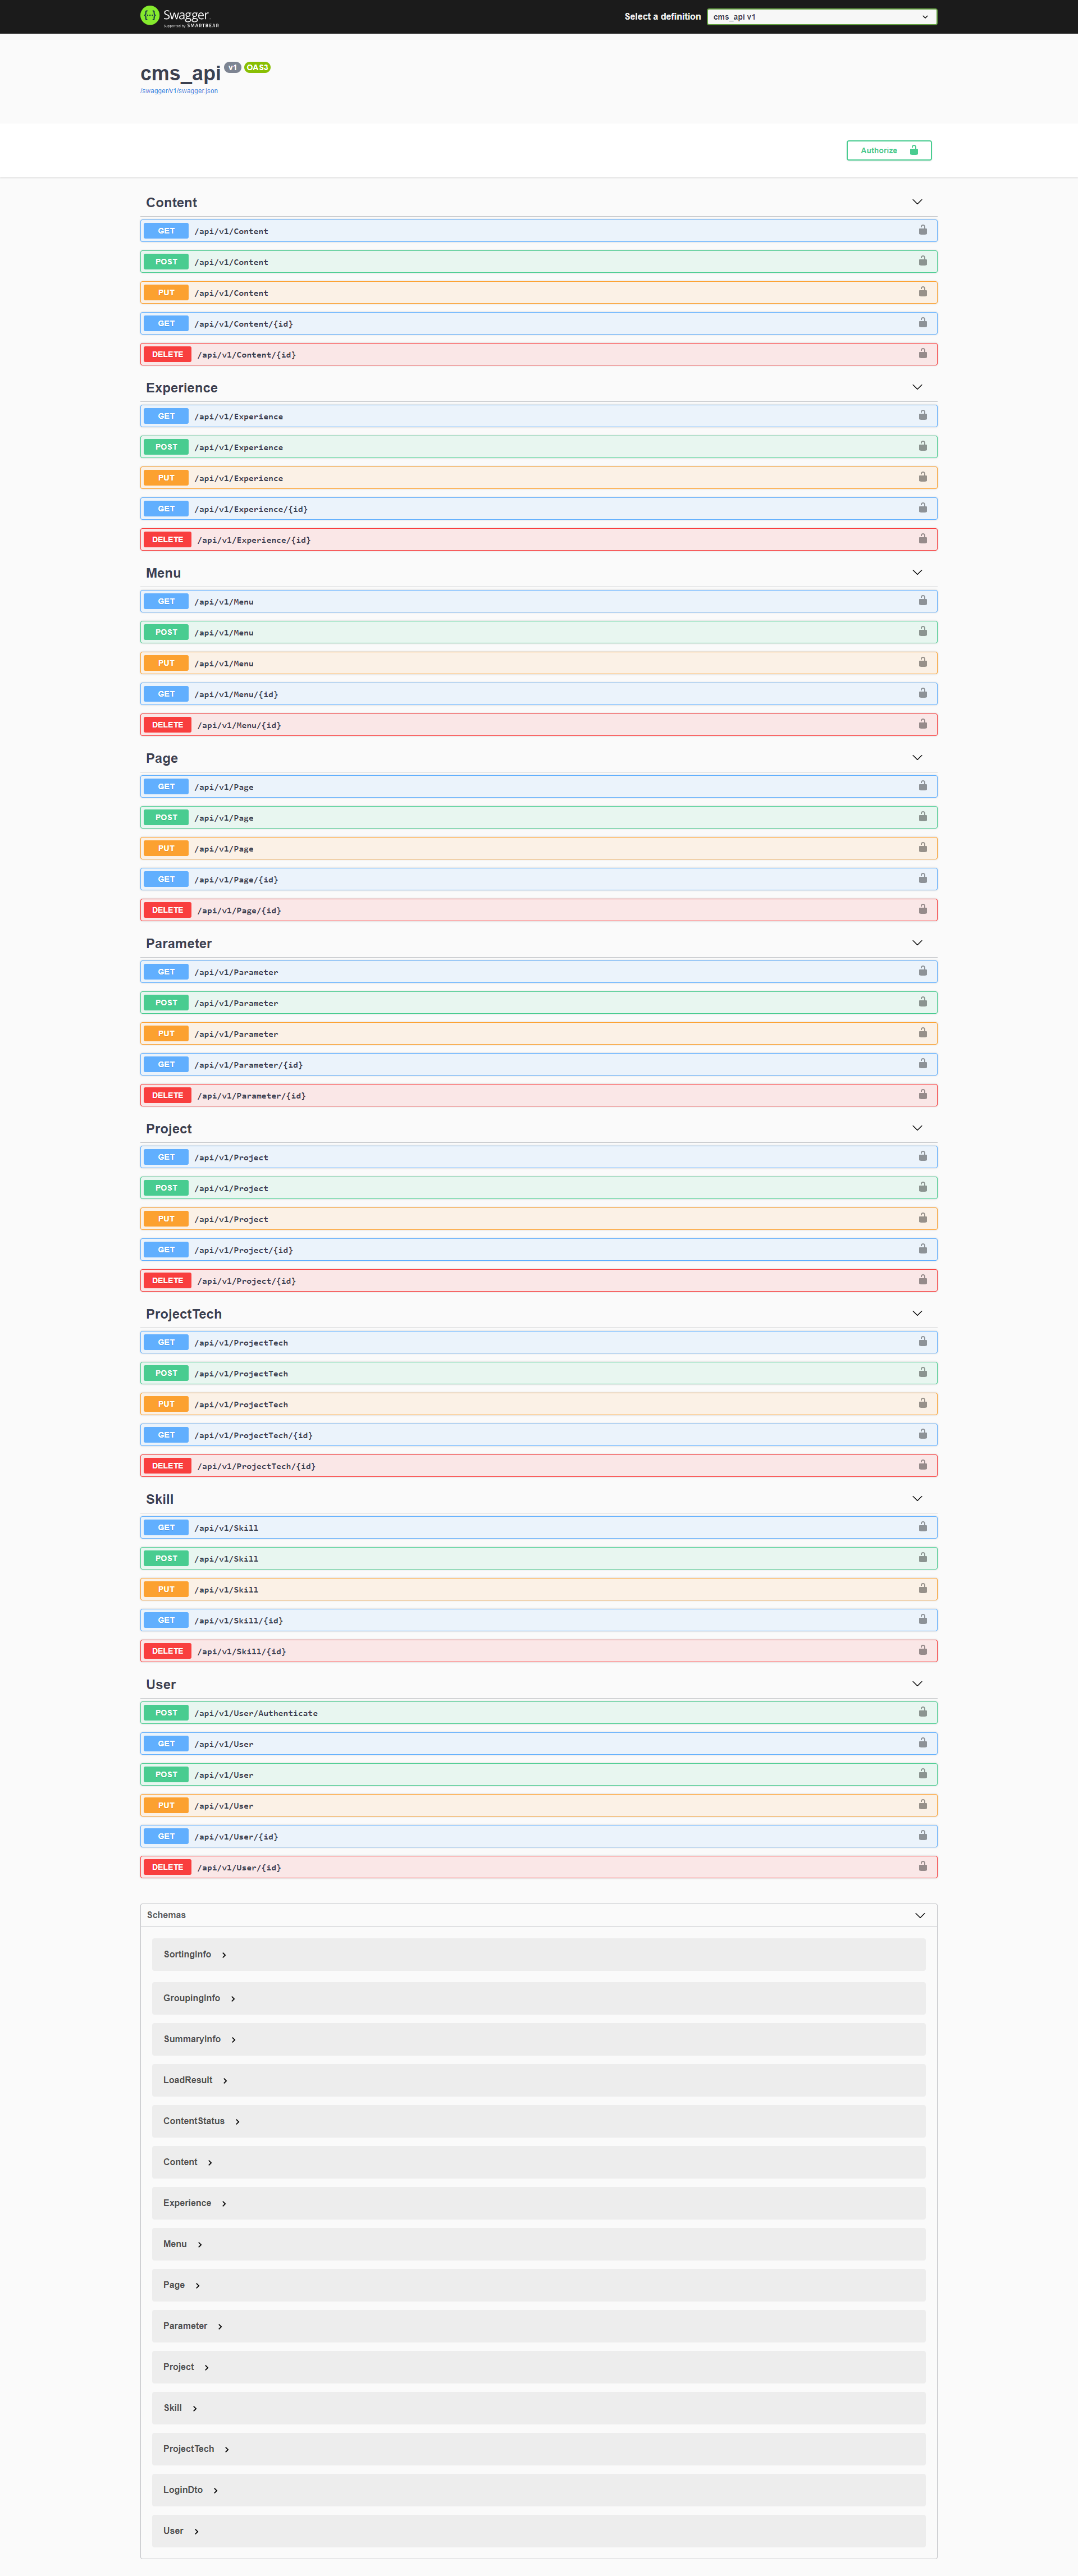 Swagger
Supported by SMARTBEAR
Select a definition
cms_api v1
cms_api v1 OAS3
/swagger/v1/swagger.json
Authorize
Content
GET /api/v1/Content
POST /api/v1/Content
PUT /api/v1/Content
GET /api/v1/Content/{id}
DELETE /api/v1/Content/{id}
Experience
GET /api/v1/Experience
POST /api/v1/Experience
PUT /api/v1/Experience
GET /api/v1/Experience/{id}
DELETE /api/v1/Experience/{id}
Menu
GET /api/v1/Menu
POST /api/v1/Menu
PUT /api/v1/Menu
GET /api/v1/Menu/{id}
DELETE /api/v1/Menu/{id}
Page
GET /api/v1/Page
POST /api/v1/Page
PUT /api/v1/Page
GET /api/v1/Page/{id}
DELETE /api/v1/Page/{id}
Parameter
GET /api/v1/Parameter
POST /api/v1/Parameter
PUT /api/v1/Parameter
GET /api/v1/Parameter/{id}
DELETE /api/v1/Parameter/{id}
Project
GET /api/v1/Project
POST /api/v1/Project
PUT /api/v1/Project
GET /api/v1/Project/{id}
DELETE /api/v1/Project/{id}
ProjectTech
GET /api/v1/ProjectTech
POST /api/v1/ProjectTech
PUT /api/v1/ProjectTech
GET /api/v1/ProjectTech/{id}
DELETE /api/v1/ProjectTech/{id}
Skill
GET /api/v1/Skill
POST /api/v1/Skill
PUT /api/v1/Skill
GET /api/v1/Skill/{id}
DELETE /api/v1/Skill/{id}
User
POST /api/v1/User/Authenticate
GET /api/v1/User
POST /api/v1/User
PUT /api/v1/User
GET /api/v1/User/{id}
DELETE /api/v1/User/{id}
Schemas
SortingInfo
GroupingInfo
SummaryInfo
LoadResult
ContentStatus
Content
Experience
Menu
Page
Parameter
Project
Skill
ProjectTech
LoginDto
User